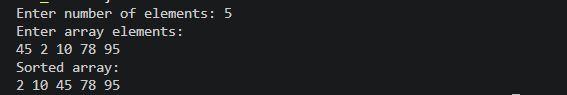 Enter number of elements: 5
Enter array elements:
45 2 10 78 95
Sorted array:
2 10 45 78 95